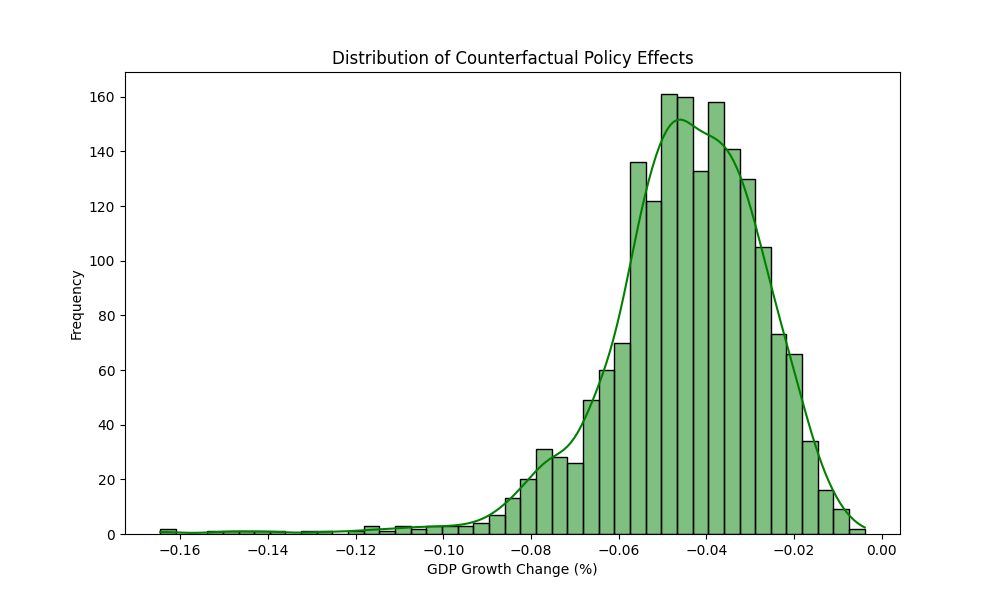 Distribution of Counterfactual Policy Effects
160
140
120
100
80
60
40
20
0
Frequency
−0.16 −0.14 −0.12 −0.10 −0.08 −0.06 −0.04 −0.02 0.00
GDP Growth Change (%)